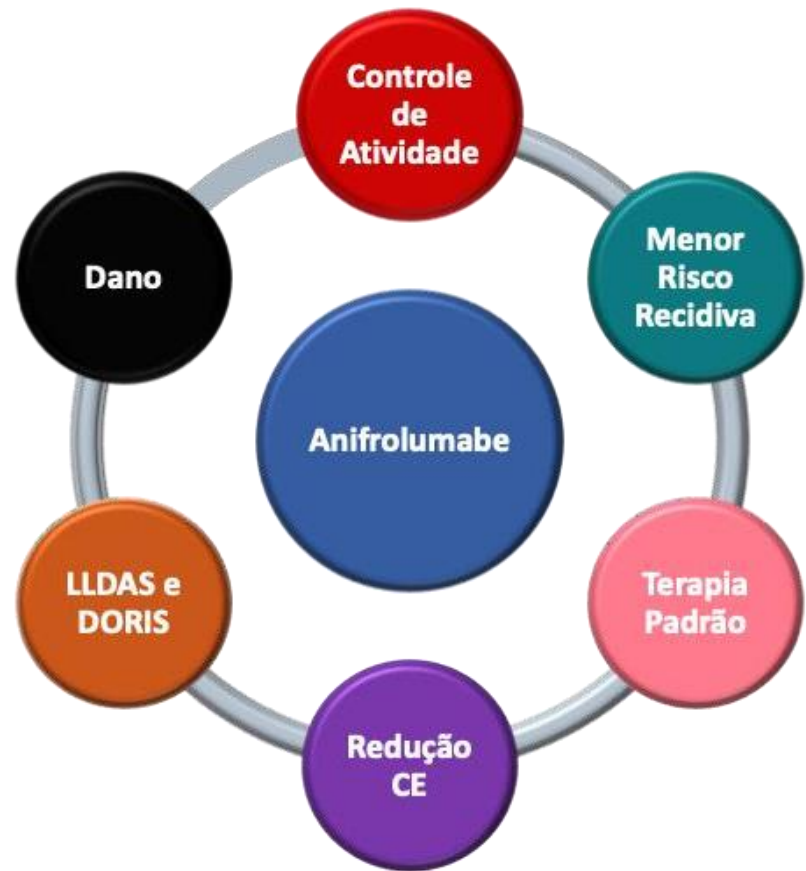 Controle
de
Atividade
Menor
Risco
Recidiva
Terapia
Padrão
Redução
CE
LLDAS e
DORIS
Dano
Anifrolumabe